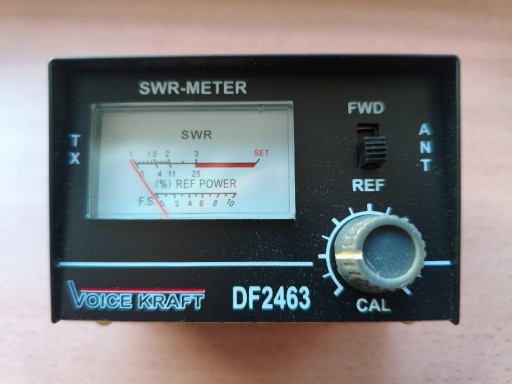 SWR-METER
FWD
TX
ANT
SWR
1 1.5 2 3 SET
0 4 11 25
(%) REF POWER
F.S. 0 2 4 6 8 10
REF
VOICE KRAFT
DF2463
CAL